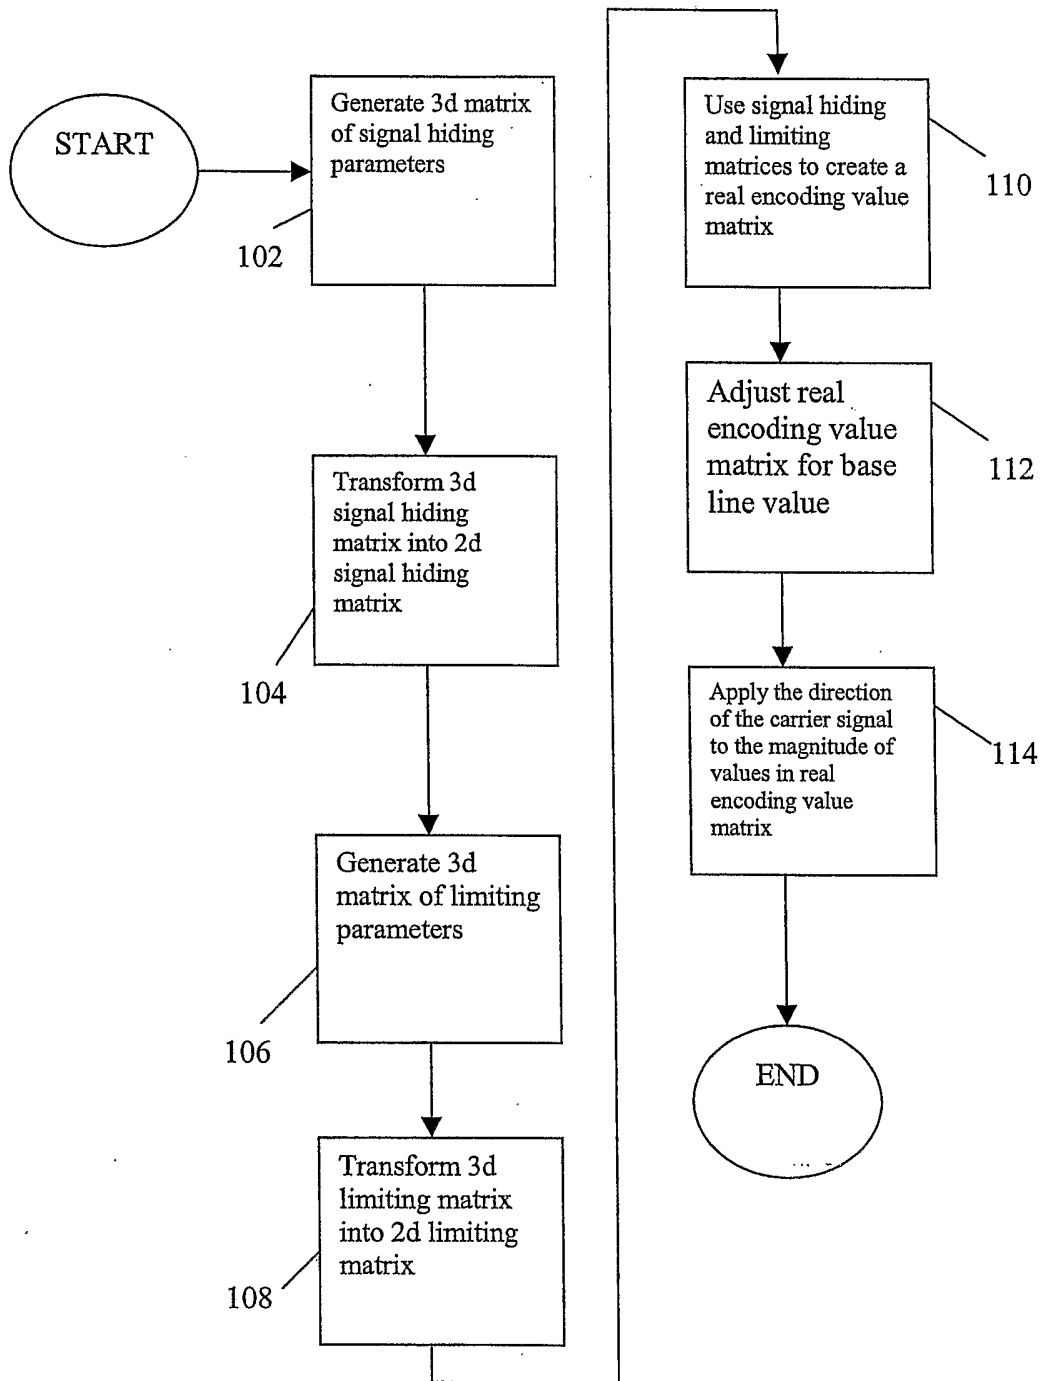 START
Generate 3d matrix
of signal hiding
parameters
102
Transform 3d
signal hiding
matrix into 2d
signal hiding
matrix
104
Generate 3d
matrix of limiting
parameters
106
Transform 3d
limiting matrix
into 2d limiting
matrix
108
Use signal hiding
and limiting
matrices to create a
real encoding value
matrix
110
Adjust real
encoding value
matrix for base
line value
112
Apply the direction
of the carrier signal
to the magnitude of
values in real
encoding value
matrix
114
END